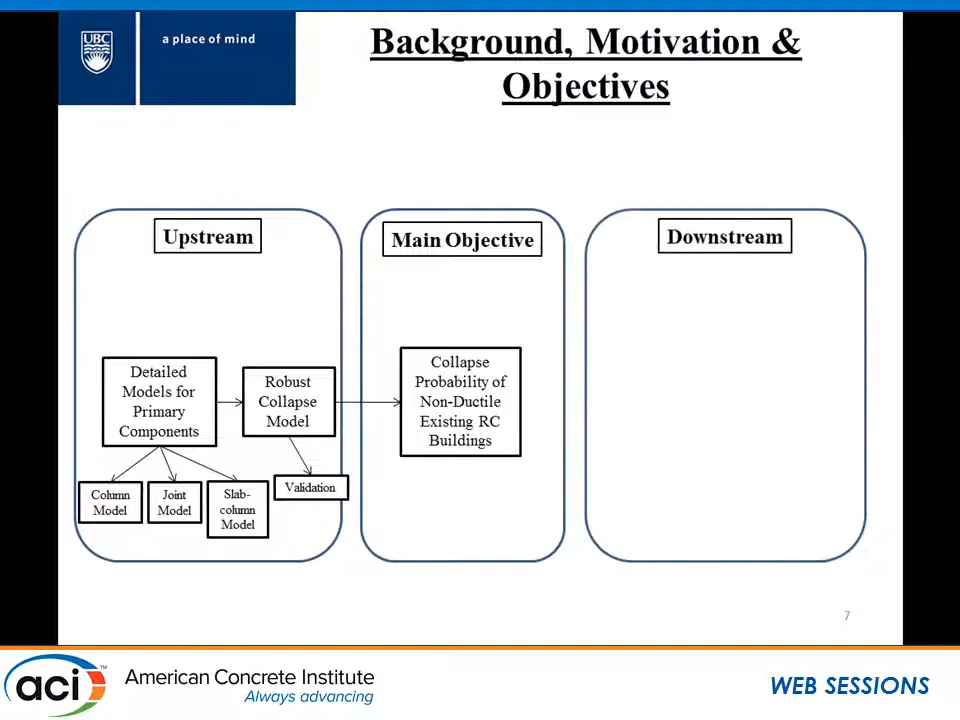 UBC
a place of mind
Background, Motivation &
Objectives
Upstream
Main Objective
Downstream
Detailed
Models for
Primary
Components
Robust
Collapse
Model
Collapse
Probability of
Non-Ductile
Existing RC
Buildings
Column
Model
Joint
Model
Slab-
column
Model
Validation
7
aci™
American Concrete Institute
Always advancing
WEB SESSIONS